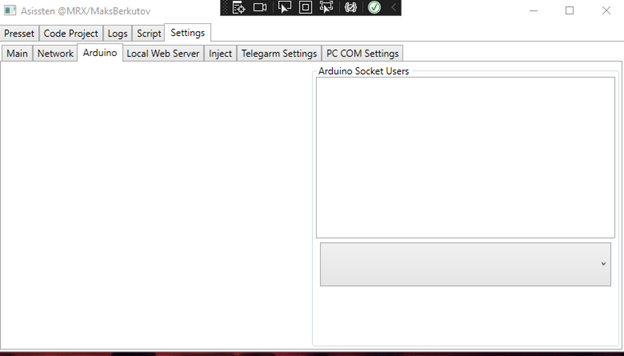 Asissten @MRX/MaksBerkutov
Presset Code Project Logs Script Settings
Main Network Arduino Local Web Server Inject Telegarm Settings PC COM Settings
Arduino Socket Users